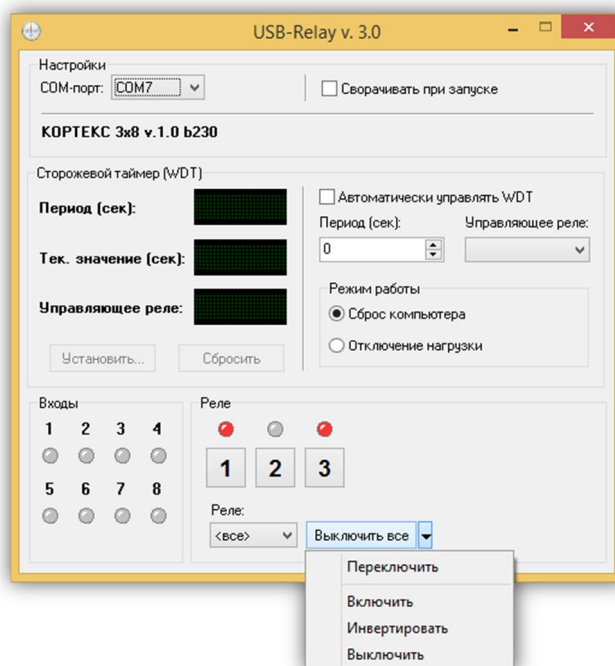 USB-Relay v. 3.0
Настройки
COM-порт: COM7
Сворачивать при запуске
КОРТЕКС 3x8 v.1.0 b230
Сторожевой таймер (WDT)
Период (сек):
Тек. значение (сек):
Управляющее реле:
Установить... Сбросить
Автоматически управлять WDT
Период (сек): Управляющее реле:
0
Режим работы
Сброс компьютера
Отключение нагрузки
Входы
1 2 3 4
5 6 7 8
Реле
1 2 3
Реле:
<все> Выключить все
Переключить
Включить
Инвертировать
Выключить